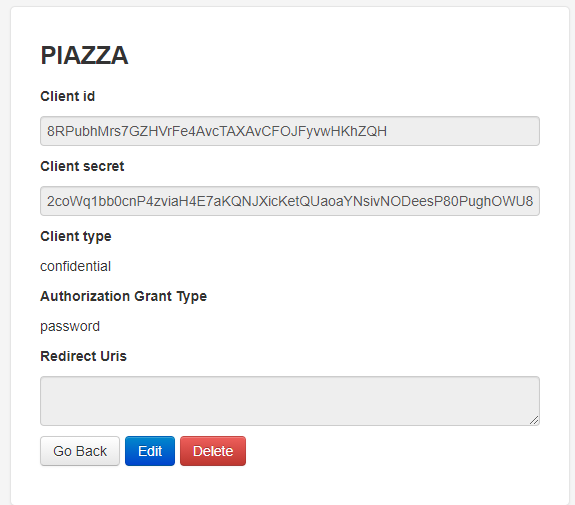 PIAZZA
Client id
8RPubhMrs7GZHVrFe4AvcTAXAvCFOJFyvwHKhZQH
Client secret
2coWq1bb0cnP4zviaH4E7aKQNJXicKetQUaoaYNsivNODeesP80PughOWU8
Client type
confidential
Authorization Grant Type
password
Redirect Uris
Go Back Edit Delete